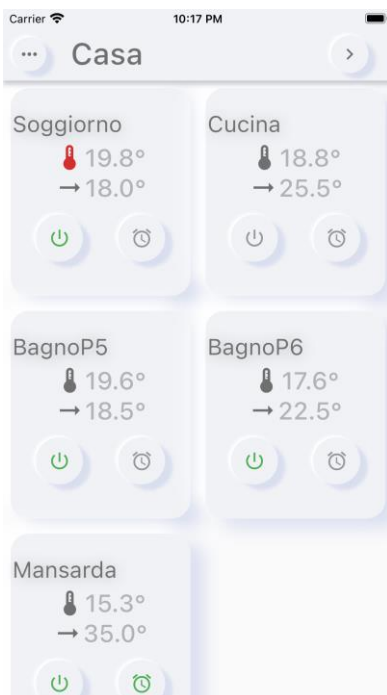 Carrier 10:17 PM
Casa
Soggiorno
19.8°
18.0°
Cucina
18.8°
25.5°
BagnoP5
19.6°
18.5°
BagnoP6
17.6°
22.5°
Mansarda
15.3°
35.0°